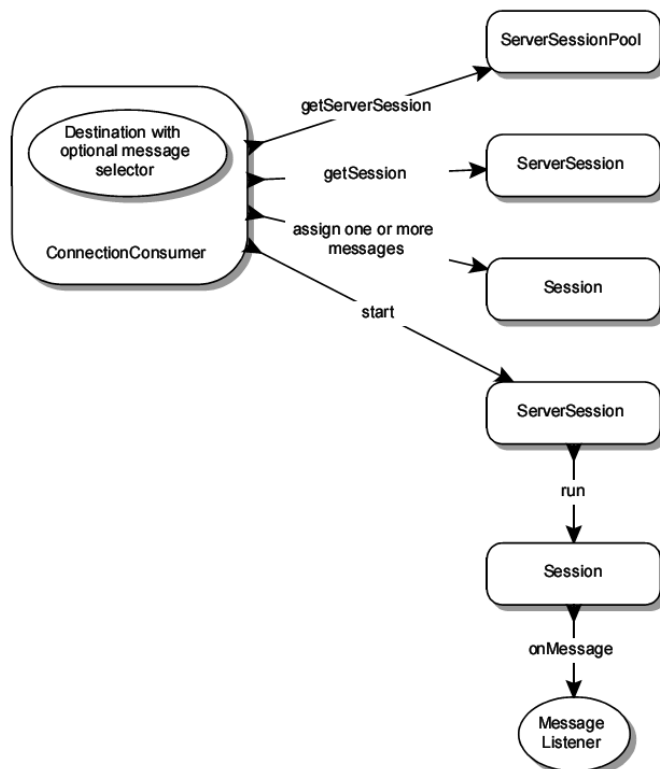 ServerSessionPool
getServerSession
Destination with
optional message
selector
ServerSession
getSession
assign one or more
messages
ConnectionConsumer
Session
start
ServerSession
run
Session
onMessage
Message
Listener